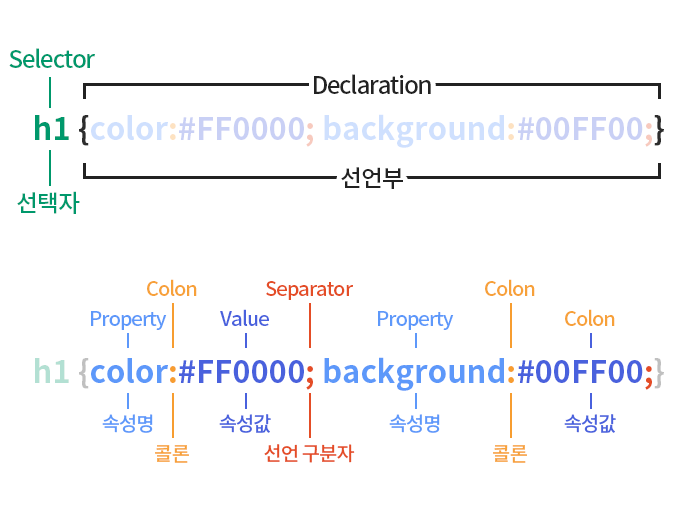 Selector
Declaration
h1 {color:#FF0000; background:#00FF00;}
선언부
선택자
Colon Separator Colon
Property Value Property Colon
h1 {color:#FF0000; background:#00FF00;}
속성명 속성값 속성명 속성값
콜론 선언 구분자 콜론